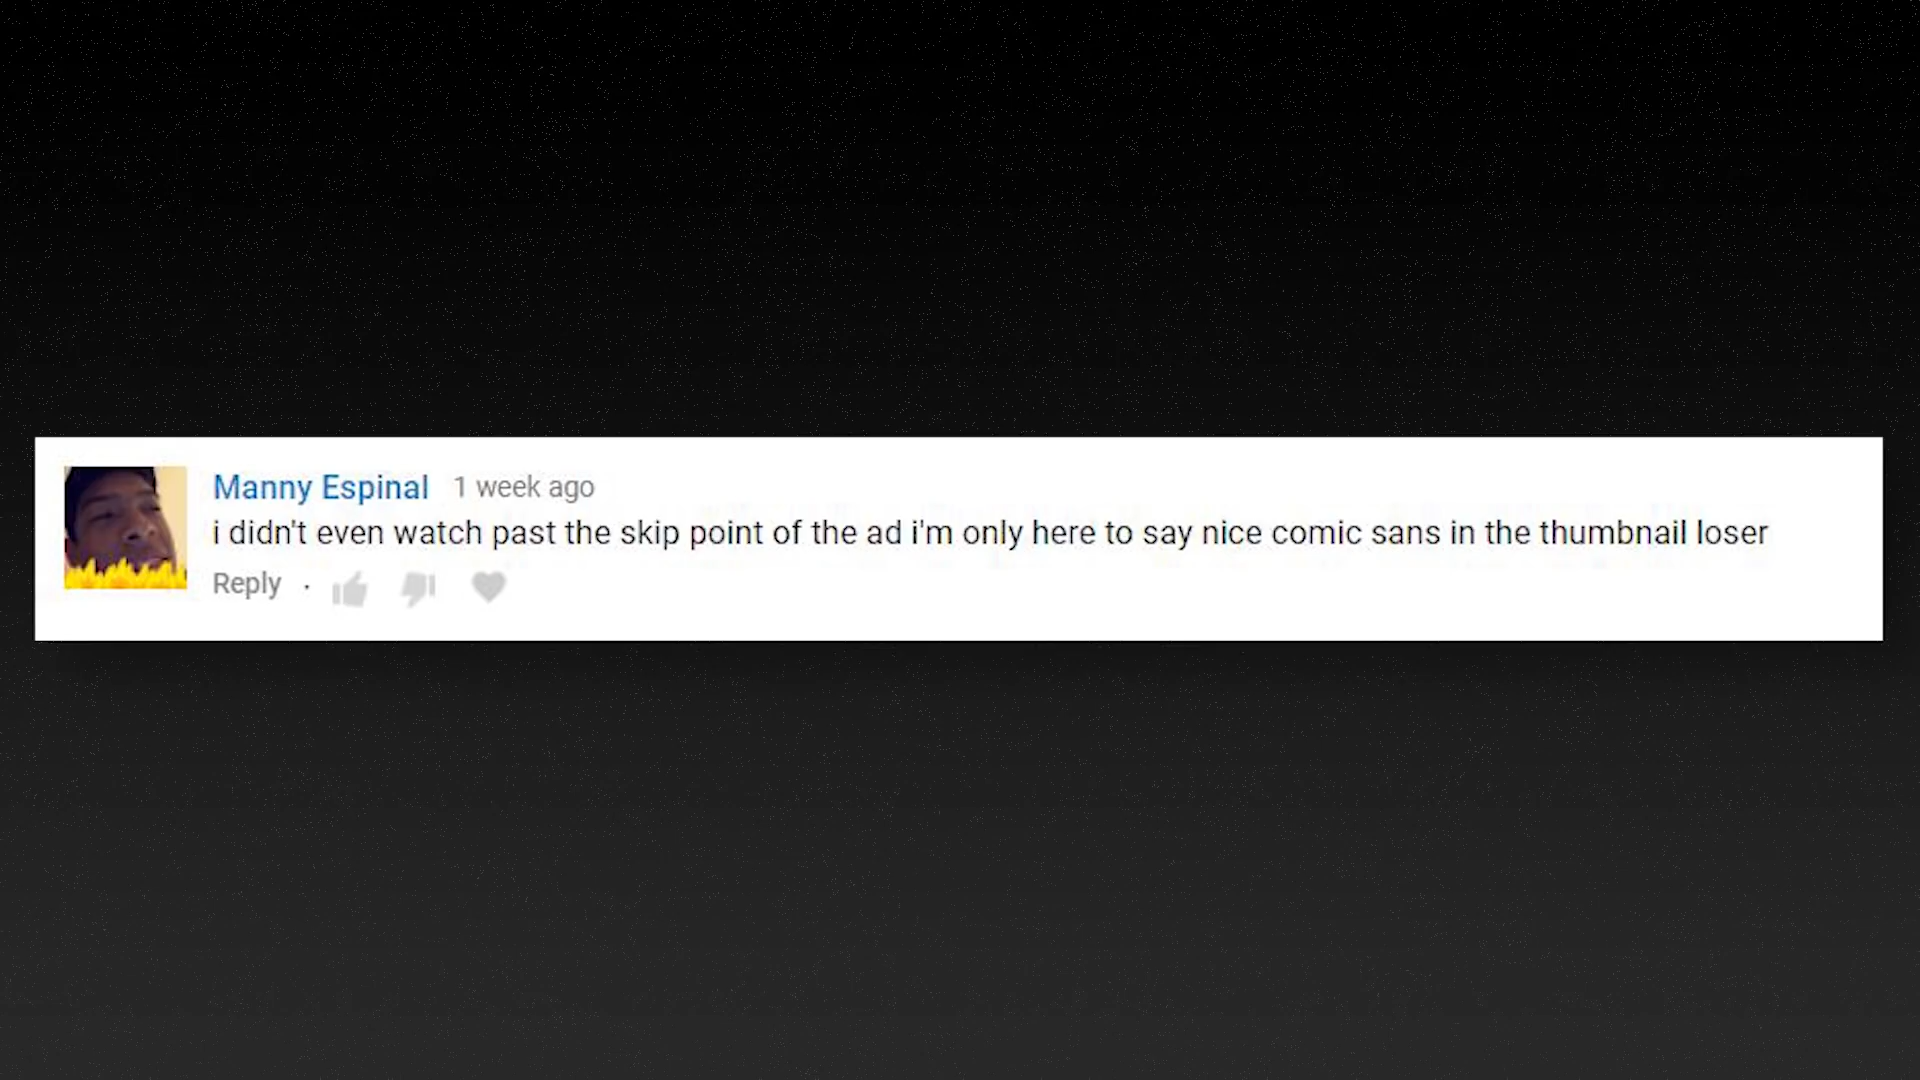 Manny Espinal 1 week ago
i didn't even watch past the skip point of the ad i'm only here to say nice comic sans in the thumbnail loser
Reply ·